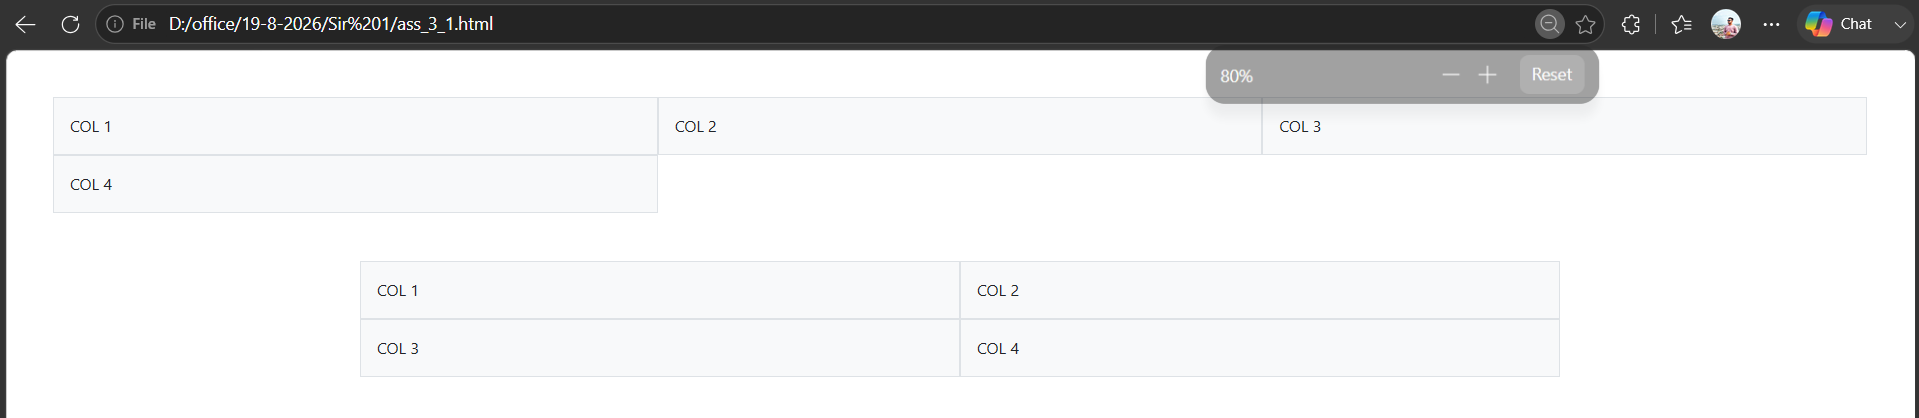 File D:/office/19-8-2026/Sir%201/ass_3_1.html Chat
80% Reset
COL 1 COL 2 COL 3
COL 4
COL 1 COL 2
COL 3 COL 4